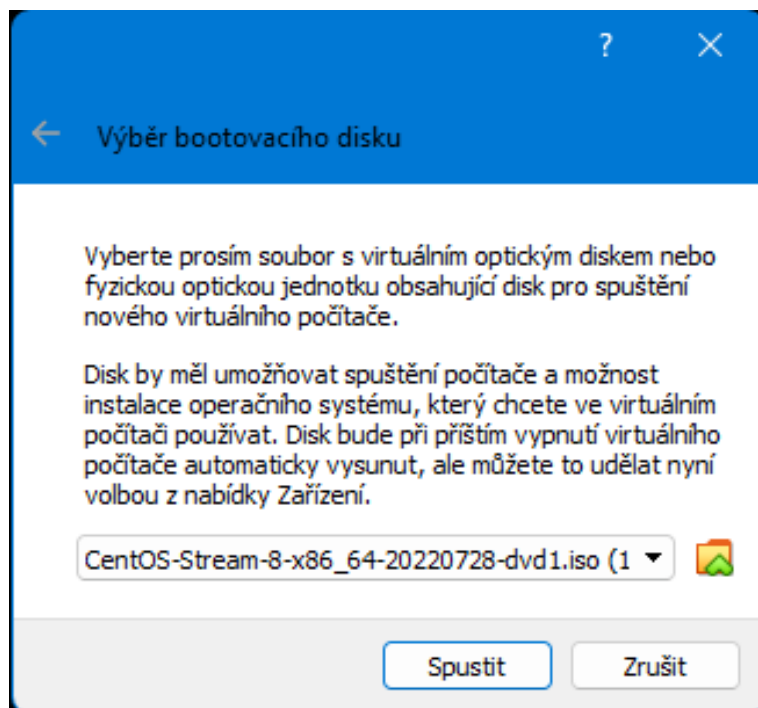 ?
Výběr bootovacího disku
Vyberte prosím soubor s virtuálním optickým diskem nebo
fyzickou optickou jednotku obsahující disk pro spuštění
nového virtuálního počítače.
Disk by měl umožňovat spuštění počítače a možnost
instalace operačního systému, který chcete ve virtuálním
počítači používat. Disk bude při příštím vypnutí virtuálního
počítače automaticky vysunut, ale můžete to udělat nyní
volbou z nabídky Zařízení.
CentOS-Stream-8-x86_64-20220728-dvd1.iso (1
Spustit Zrušit